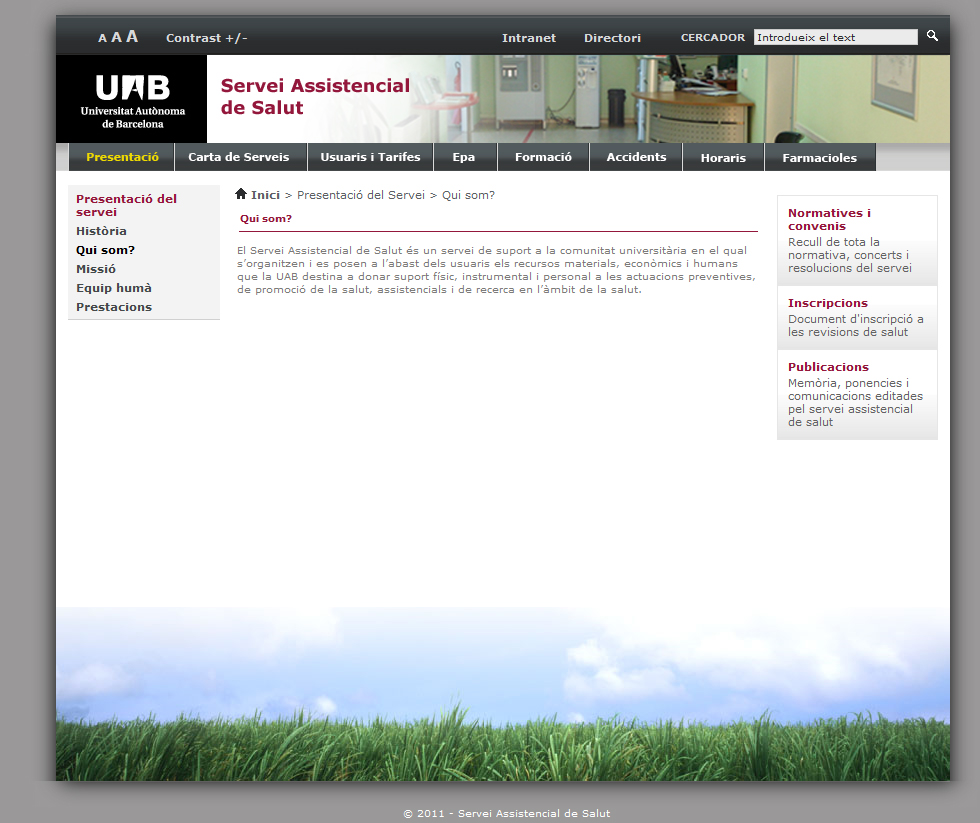 A A A Contrast +/- Intranet Directori CERCADOR Introdueix el text
UAB
Universitat Autònoma
de Barcelona
Servei Assistencial
de Salut
Presentació Carta de Serveis Usuaris i Tarifes Epa Formació Accidents Horaris Farmacioles
Presentació del
servei
Història
Qui som?
Missió
Equip humà
Prestacions
Inici > Presentació del Servei > Qui som?
Qui som?
El Servei Assistencial de Salut és un servei de suport a la comunitat universitària en el qual
s’organitzen i es posen a l’abast dels usuaris els recursos materials, econòmics i humans
que la UAB destina a donar suport físic, instrumental i personal a les actuacions preventives,
de promoció de la salut, assistencials i de recerca en l’àmbit de la salut.
Normatives i
convenis
Recull de tota la
normativa, concerts i
resolucions del servei
Inscripcions
Document d'inscripció a
les revisions de salut
Publicacions
Memòria, ponencies i
comunicacions editades
pel servei assistencial
de salut
© 2011 - Servei Assistencial de Salut